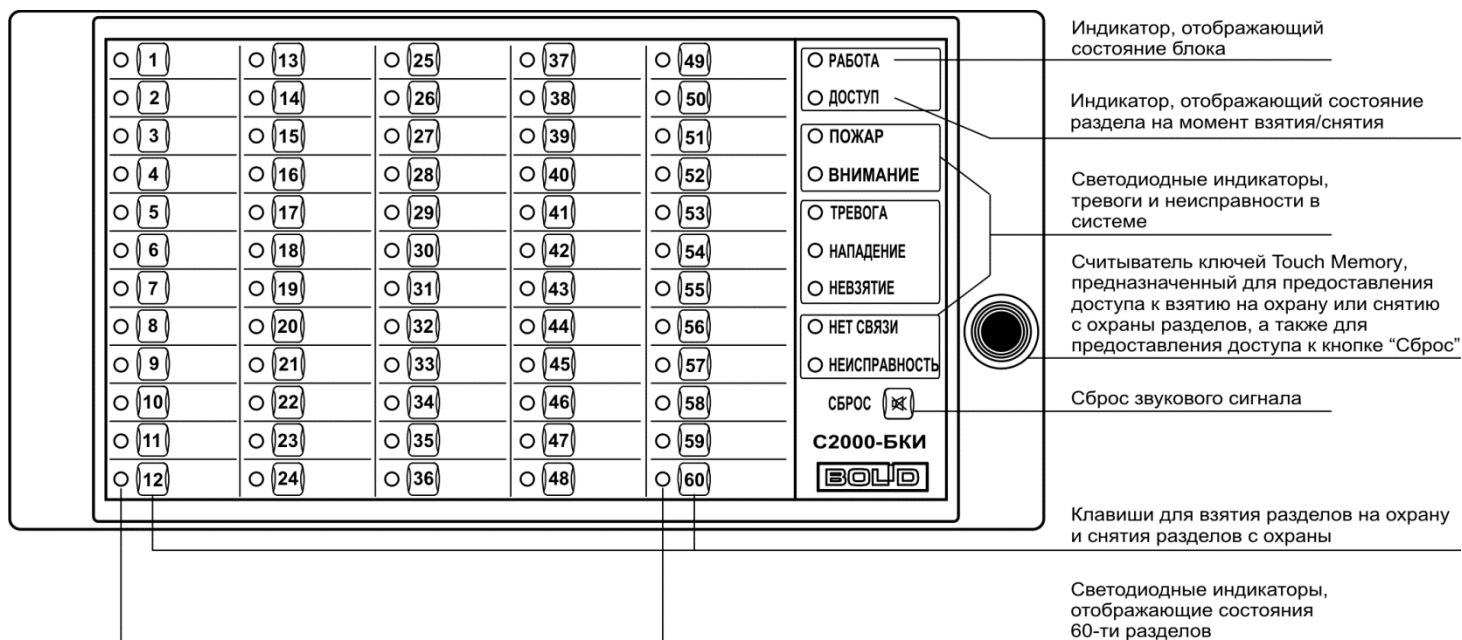 1 13 25 37 49 РАБОТА
2 14 26 38 50 ДОСТУП
3 15 27 39 51 ПОЖАР
4 16 28 40 52 ВНИМАНИЕ
5 17 29 41 53 ТРЕВОГА
6 18 30 42 54 НАПАДЕНИЕ
7 19 31 43 55 НЕВЗЯТИЕ
8 20 32 44 56 НЕТ СВЯЗИ
9 21 33 45 57 НЕИСПРАВНОСТЬ
10 22 34 46 58 СБРОС
11 23 35 47 59 С2000-БКИ
12 24 36 48 60 BOLID
Индикатор, отображающий
состояние блока
Индикатор, отображающий состояние
раздела на момент взятия/снятия
Светодиодные индикаторы,
тревоги и неисправности в
системе
Считыватель ключей Touch Memory,
предназначенный для предоставления
доступа к взятию на охрану или снятию
с охраны разделов, а также для
предоставления доступа к кнопке “Сброс”
Сброс звукового сигнала
Клавиши для взятия разделов на охрану
и снятия разделов с охраны
Светодиодные индикаторы,
отображающие состояния
60-ти разделов